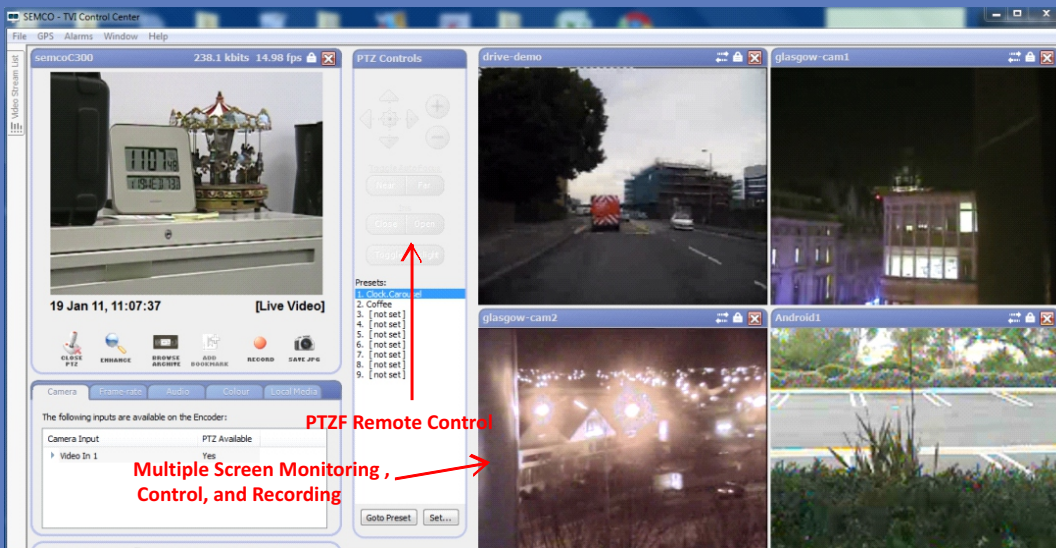 SEMCO - TVI Control Center
File GPS Alarms Window Help
Video Stream List
semcoC300 238.1 kbits 14.98 fps
19 Jan 11, 11:07:37 [Live Video]
CLOSE PTZ
ENHANCE
BROWSE ARCHIVE
ADD BOOKMARK
RECORD
SAVE JPG
Camera Frame-rate Audio Colour Local Media
The following inputs are available on the Encoder:
Camera Input PTZ Available
Video In 1 Yes
PTZ Controls
Near Far
Close Open
Presets:
1. Clock,Carousel
2. Coffee
3. [not set]
4. [not set]
5. [not set]
6. [not set]
7. [not set]
8. [not set]
9. [not set]
Goto Preset Set...
PTZF Remote Control
Multiple Screen Monitoring ,
Control, and Recording
drive-demo
glasgow-cam1
glasgow-cam2
Android1